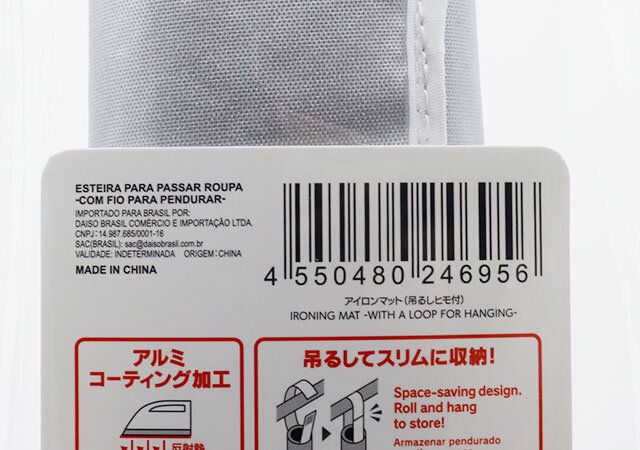 ESTEIRA PARA PASSAR ROUPA
-COM FIO PARA PENDURAR-
IMPORTADO PARA BRASIL POR:
DAISO BRASIL COMÉRCIO E IMPORTAÇÃO LTDA.
CNPJ: 14.987.685/0001-16
SAC(BRASIL): sac@daisobrasil.com.br
VALIDADE: INDETERMINADA ORIGEM:CHINA
MADE IN CHINA
4 550480 246956
アイロンマット(吊るしヒモ付)
IRONING MAT -WITH A LOOP FOR HANGING-
アルミ
コーティング加工
反射熱
吊るしてスリムに収納!
Space-saving design.
Roll and hang
to store!
Armazenar pendurado